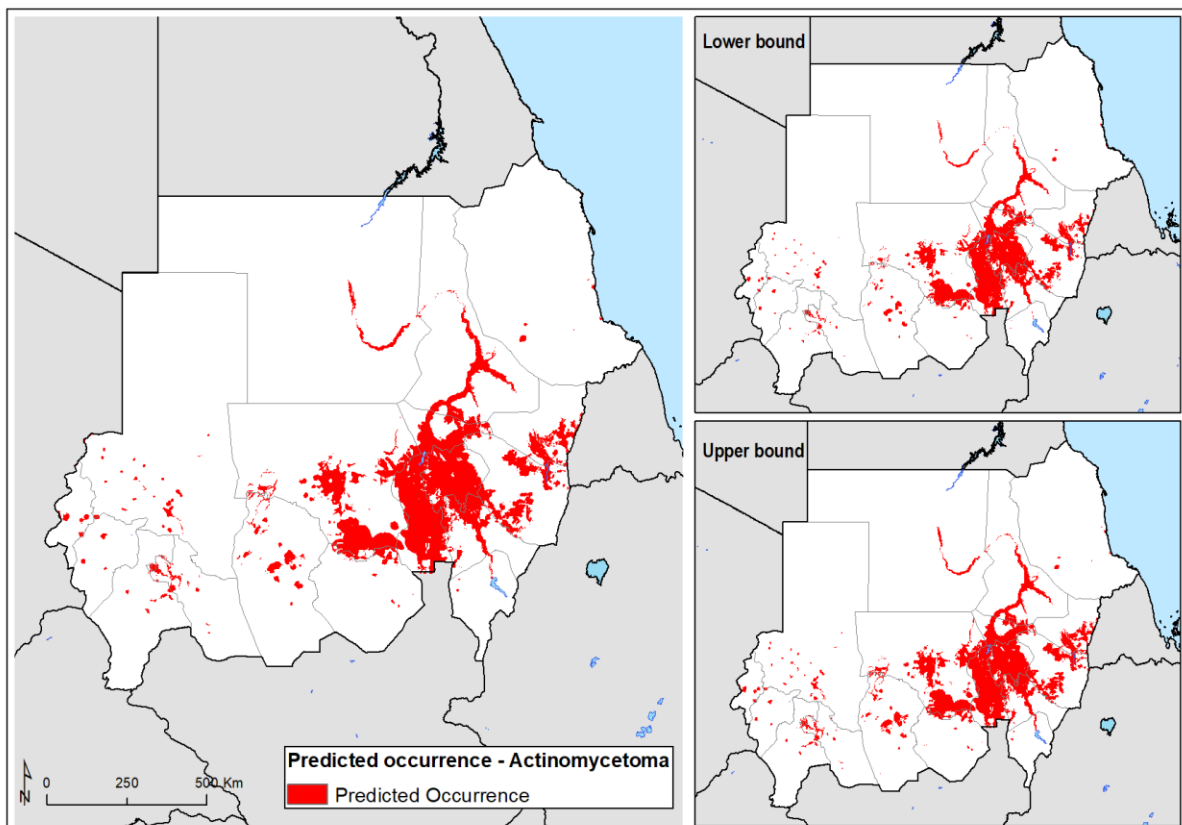 Lower bound
Upper bound
Predicted occurrence - Actinomycetoma
Predicted Occurrence
N
0 250 500 Km